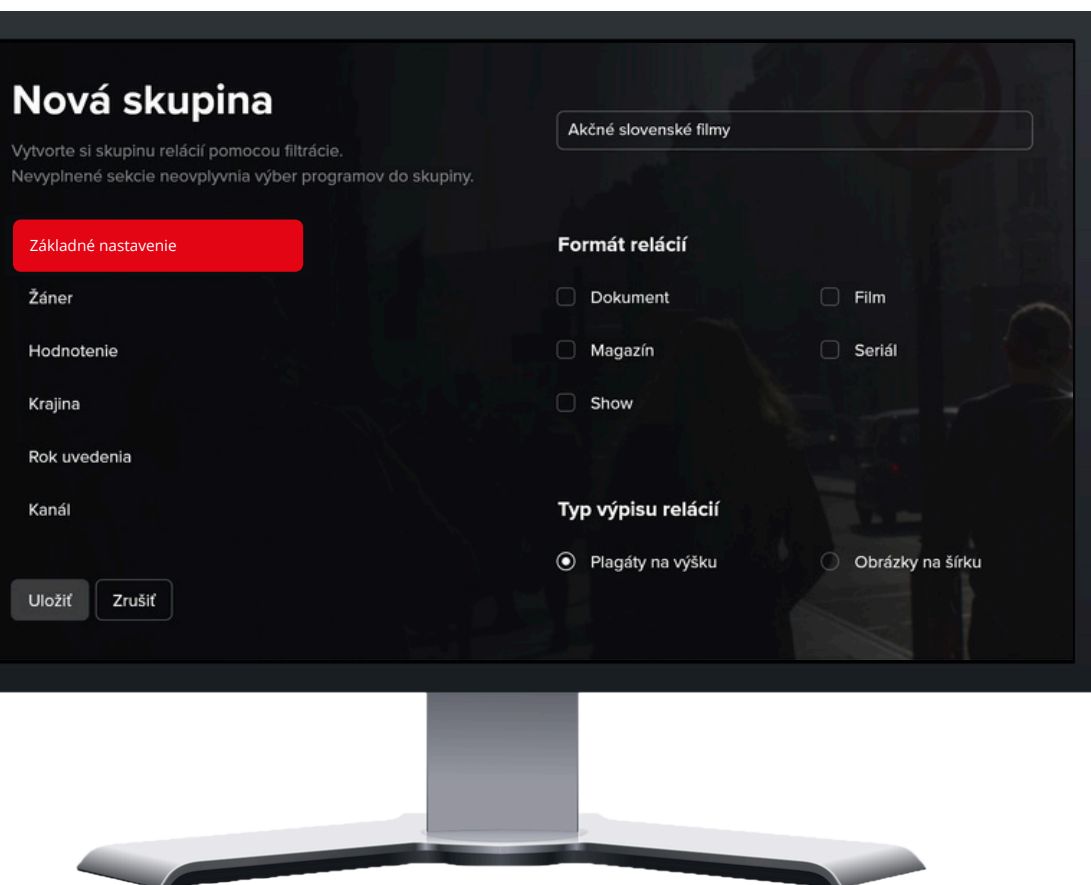 Nová skupina
Vytvorte si skupinu relácií pomocou filtrácie.
Nevyplnené sekcie neovplyvnia výber programov do skupiny.
Základné nastavenie
Žáner
Hodnotenie
Krajina
Rok uvedenia
Kanál
Uložiť Zrušiť
Akčné slovenské filmy
Formát relácií
Dokument Film
Magazín Seriál
Show
Typ výpisu relácií
Plagáty na výšku Obrázky na šírku